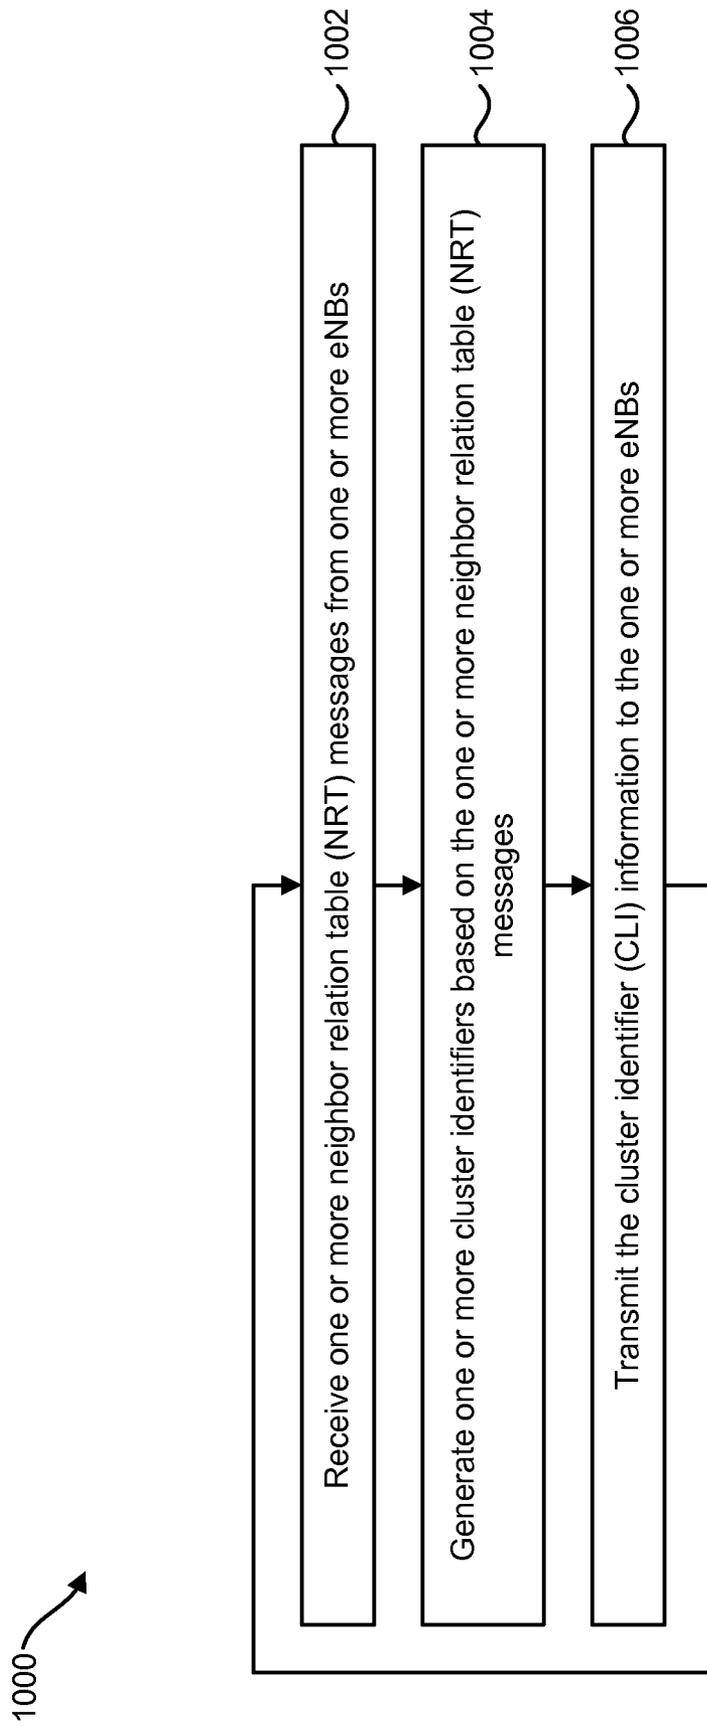 1000
Receive one or more neighbor relation table (NRT) messages from one or more eNBs
1002
Generate one or more cluster identifiers based on the one or more neighbor relation table (NRT)
messages
1004
Transmit the cluster identifier (CLI) information to the one or more eNBs
1006